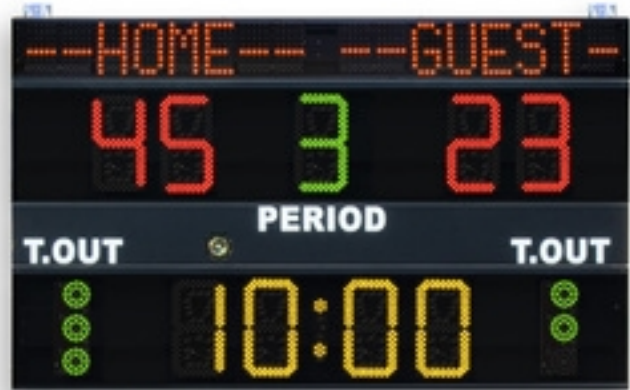 --HOME-- --GUEST-
45 3 23
PERIOD
T.OUT T.OUT
10:00